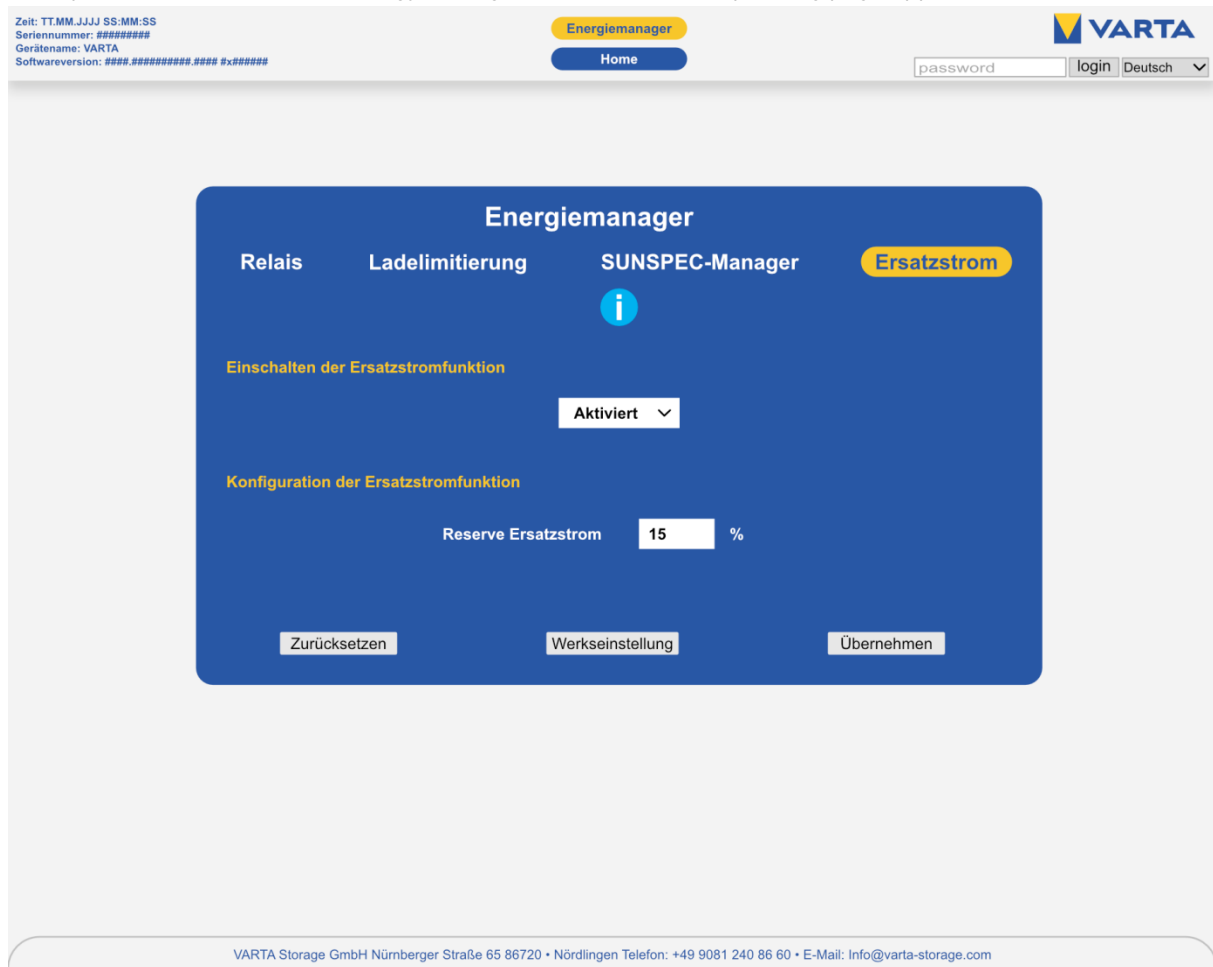 Zeit: TT.MM.JJJJ SS:MM:SS
Seriennummer: #########
Gerätename: VARTA
Softwareversion: ####.##########.#### #x######
Energiemanager
Home
VARTA
password
login
Deutsch
Energiemanager
Relais Ladelimitierung SUNSPEC-Manager Ersatzstrom
i
Einschalten der Ersatzstromfunktion
Aktiviert
Konfiguration der Ersatzstromfunktion
Reserve Ersatzstrom 15 %
Zurücksetzen Werkseinstellung Übernehmen
VARTA Storage GmbH Nürnberger Straße 65 86720 • Nördlingen Telefon: +49 9081 240 86 60 • E-Mail: Info@varta-storage.com